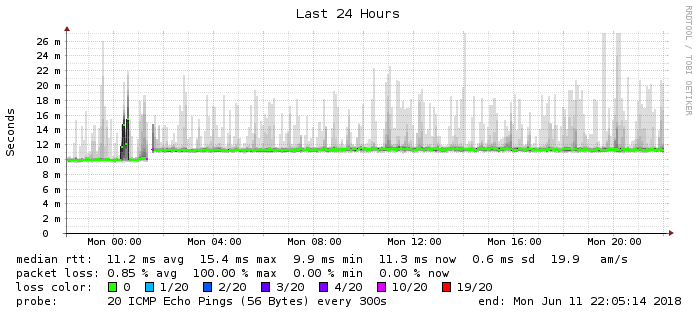 Last 24 Hours
RRDTOOL / TOBI OETIKER
Seconds
26 m
24 m
22 m
20 m
18 m
16 m
14 m
12 m
10 m
8 m
6 m
4 m
2 m
0
Mon 00:00 Mon 04:00 Mon 08:00 Mon 12:00 Mon 16:00 Mon 20:00
median rtt: 11.2 ms avg 15.4 ms max 9.9 ms min 11.3 ms now 0.6 ms sd 19.9 am/s
packet loss: 0.85 % avg 100.00 % max 0.00 % min 0.00 % now
loss color: 0 1/20 2/20 3/20 4/20 10/20 19/20
probe: 20 ICMP Echo Pings (56 Bytes) every 300s end: Mon Jun 11 22:05:14 2018